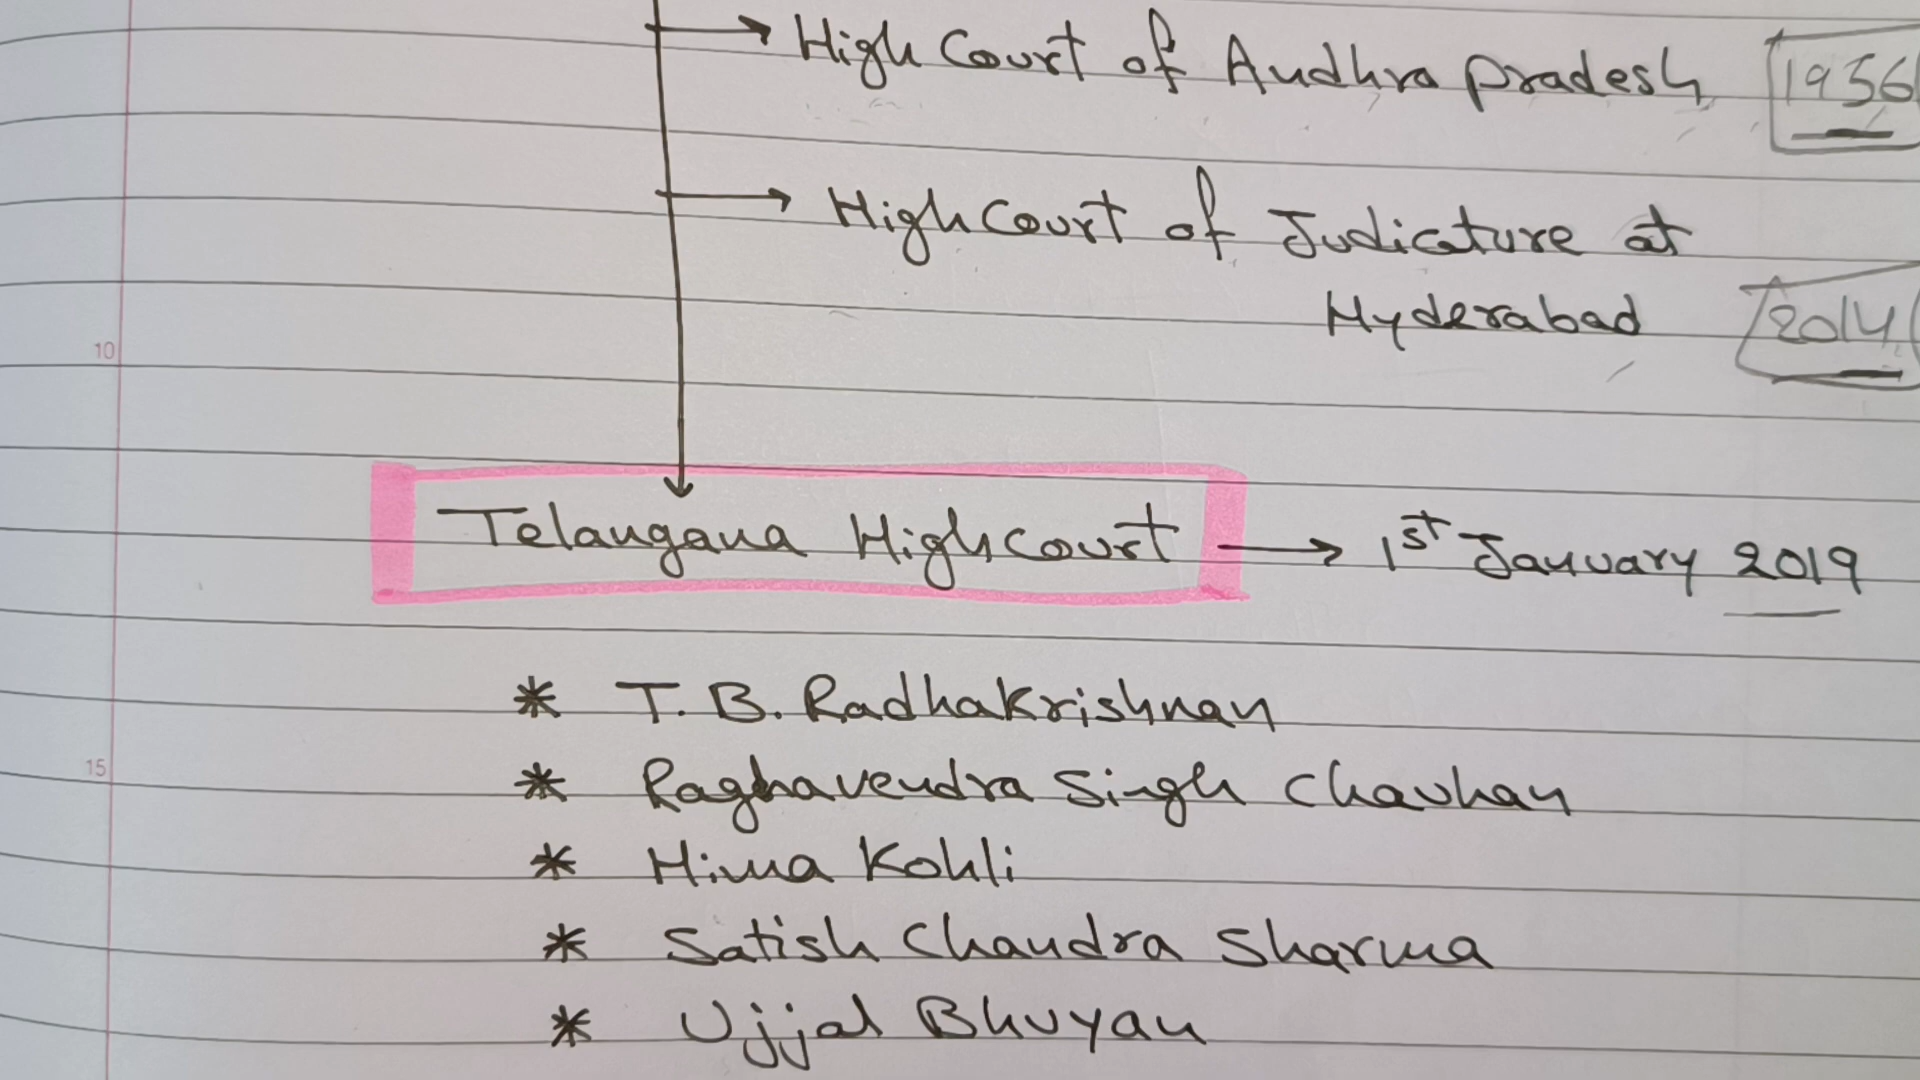 High Court of Andhra Pradesh 1956
High Court of Judicature at
Hyderabad 2014
10
Telangana High Court → 1st January 2019
* T. B. Radhakrishnan
15
* Raghavendra Singh Chauhan
* Hima Kohli
* Satish Chandra Sharma
* Ujjal Bhuyan